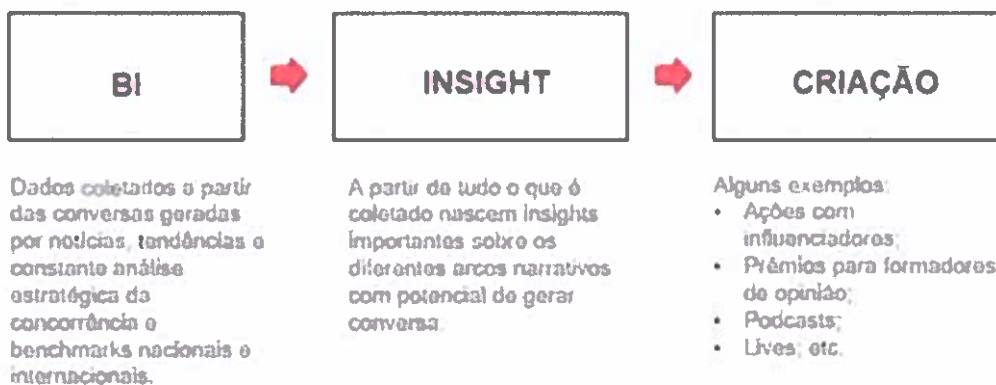 BI
INSIGHT
CRIAÇÃO
Dados coletados a partir
das conversas geradas
por notícias, tendências e
constante análise
estratégica da
concorrência e
benchmarks nacionais e
internacionais.
A partir de tudo o que é
coletado nascem insights
importantes sobre os
diferentes arcos narrativos
com potencial de gerar
conversa.
Alguns exemplos:
• Ações com
influenciadores;
• Prêmios para formadores
de opinião;
• Podcasts;
• Lives; etc.